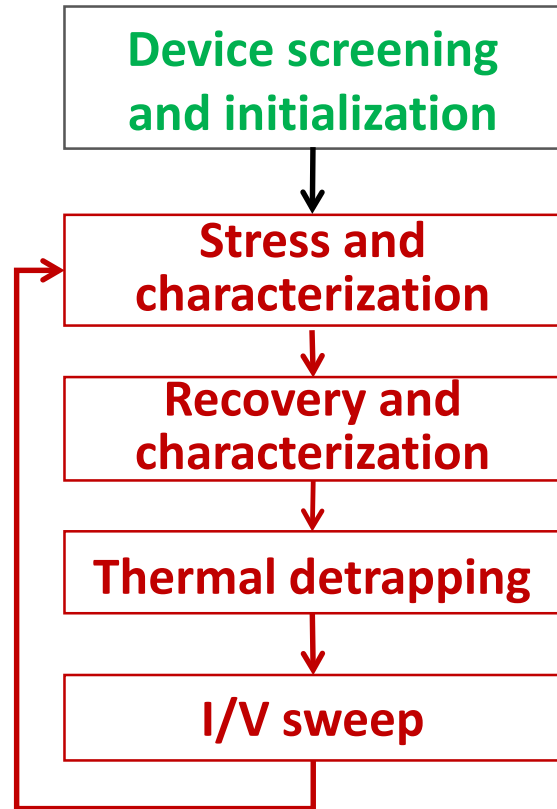 Device screening
and initialization
Stress and
characterization
Recovery and
characterization
Thermal detrapping
I/V sweep